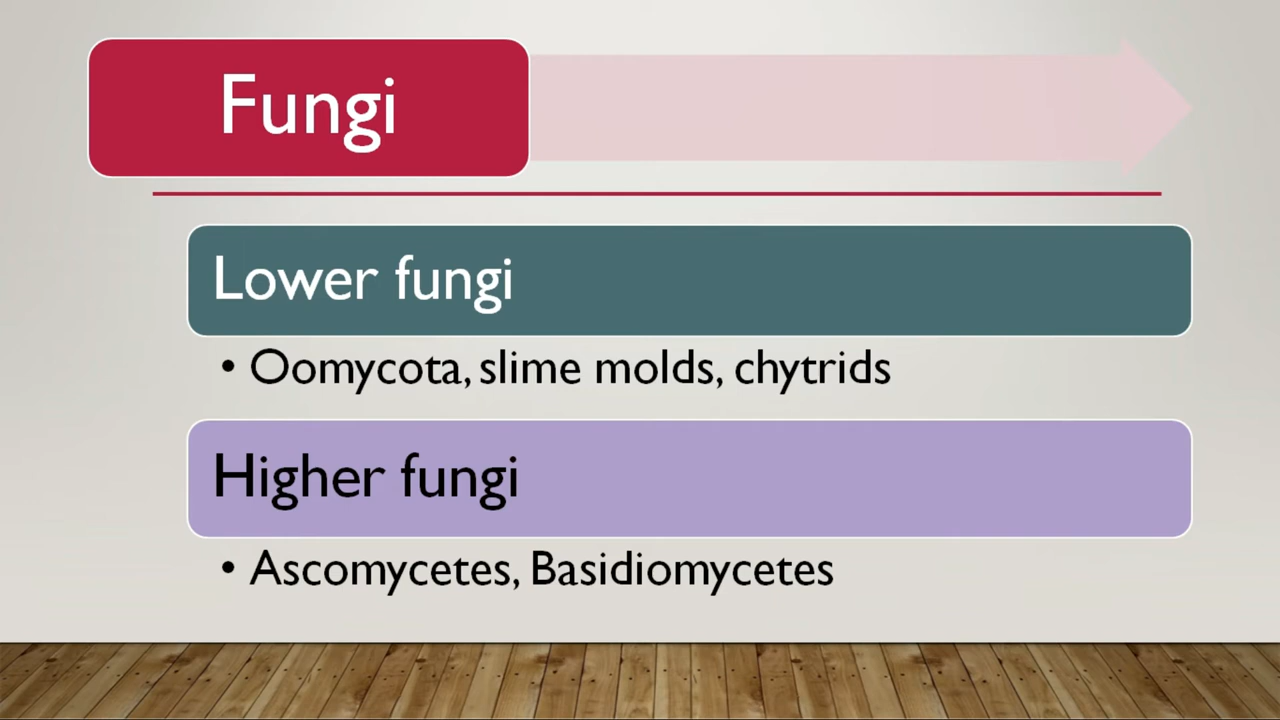 Fungi
Lower fungi
• Oomycota, slime molds, chytrids
Higher fungi
• Ascomycetes, Basidiomycetes